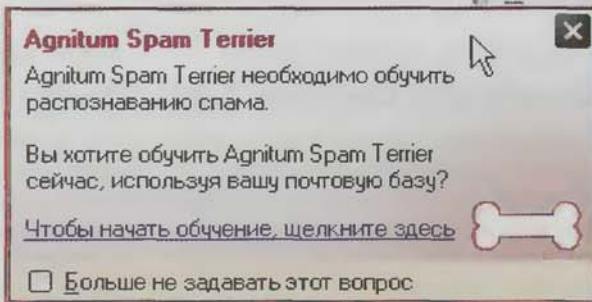 Agnitum Spam Terrier
Agnitum Spam Terrier необходимо обучить
распознаванию спама.
Вы хотите обучить Agnitum Spam Terrier
сейчас, используя вашу почтовую базу?
Чтобы начать обучение, щелкните здесь
Больше не задавать этот вопрос